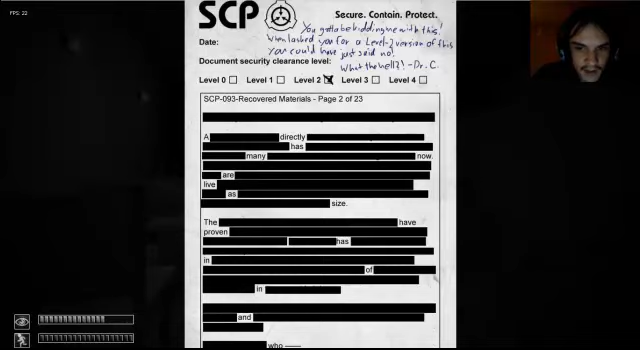 FPS: 22
SCP
Secure. Contain. Protect.
You gotta be kidding me with this!
When I asked you for a Level-2 version of this
you could have just said no!
What the hell?! -Dr. C.
Date:
Document security clearance level:
Level 0 Level 1 Level 2 Level 3 Level 4
SCP-093-Recovered Materials - Page 2 of 23
A directly
has
many now.
are
live
as
size.
The have
proven
has
in
of
in
and
who